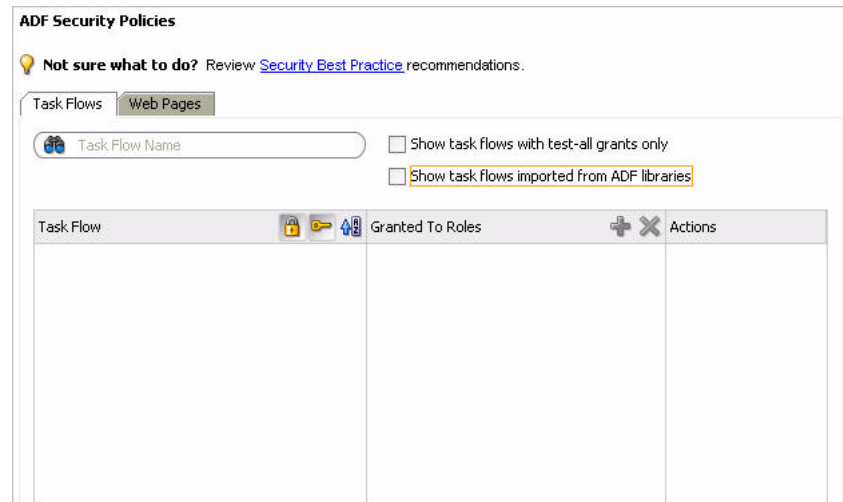 ADF Security Policies
Not sure what to do? Review Security Best Practice recommendations.
Task Flows Web Pages
Task Flow Name
Show task flows with test-all grants only
Show task flows imported from ADF libraries
Task Flow Granted To Roles Actions